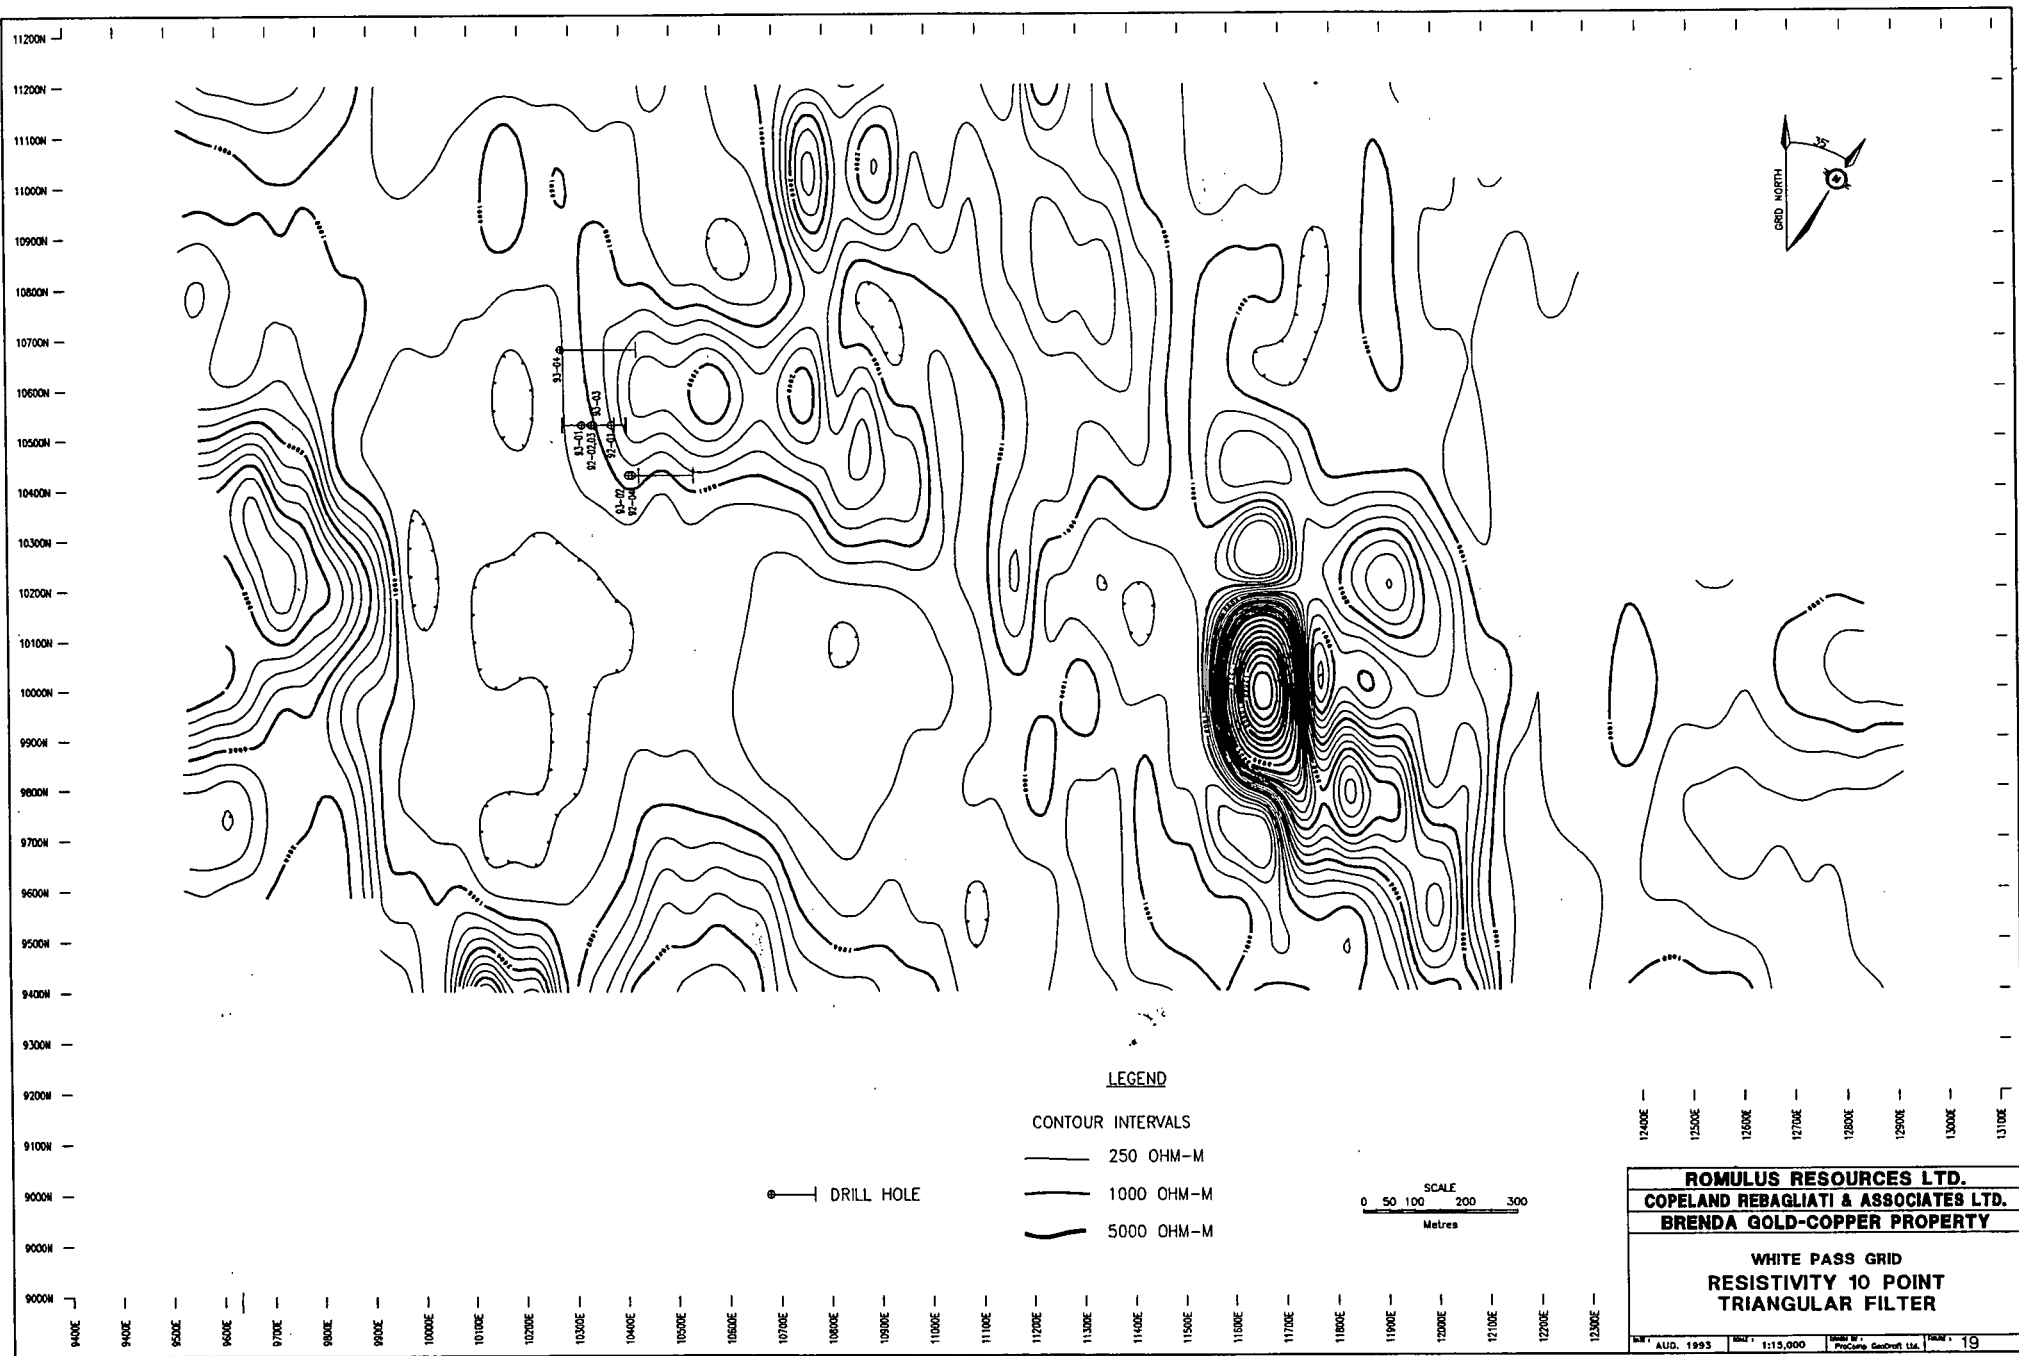 11200N
11200N
11100N
11000N
10900N
10800N
10700N
10600N
10500N
10400N
10300N
10200N
10100N
10000N
9900N
9800N
9700N
9600N
9500N
9400N
9300N
9200N
9100N
9000N
9000N
9000N
35
GRID NORTH
N
93-04
93-03
93-01
92-02,03
92-01
93-02
92-04
LEGEND
CONTOUR INTERVALS
250 OHM-M
1000 OHM-M
5000 OHM-M
DRILL HOLE
SCALE
0 50 100 200 300
Metres
9400E
9400E
9500E
9600E
9700E
9800E
9900E
10000E
10100E
10200E
10300E
10400E
10500E
10600E
10700E
10800E
10900E
11000E
11100E
11200E
11300E
11400E
11500E
11600E
11700E
11800E
11900E
12000E
12100E
12200E
12300E
12400E
12500E
12600E
12700E
12800E
12900E
13000E
13100E
ROMULUS RESOURCES LTD.
COPELAND REBAGLIATI & ASSOCIATES LTD.
BRENDA GOLD-COPPER PROPERTY
WHITE PASS GRID
RESISTIVITY 10 POINT
TRIANGULAR FILTER
AUG. 1993
SCALE : 1:15,000
ProComp GeoDraft Ltd.
19